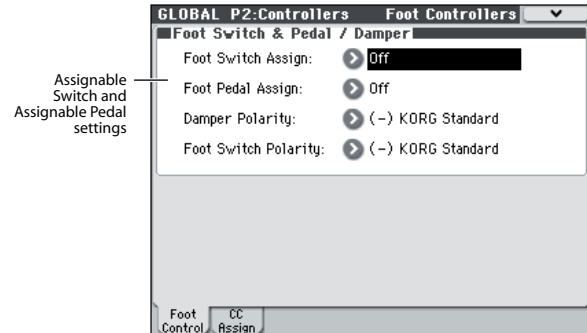 GLOBAL P2:Controllers Foot Controllers
Foot Switch & Pedal / Damper
Foot Switch Assign: Off
Foot Pedal Assign: Off
Damper Polarity: (-) KORG Standard
Foot Switch Polarity: (-) KORG Standard
Assignable
Switch and
Assignable Pedal
settings
Foot
Control
CC
Assign